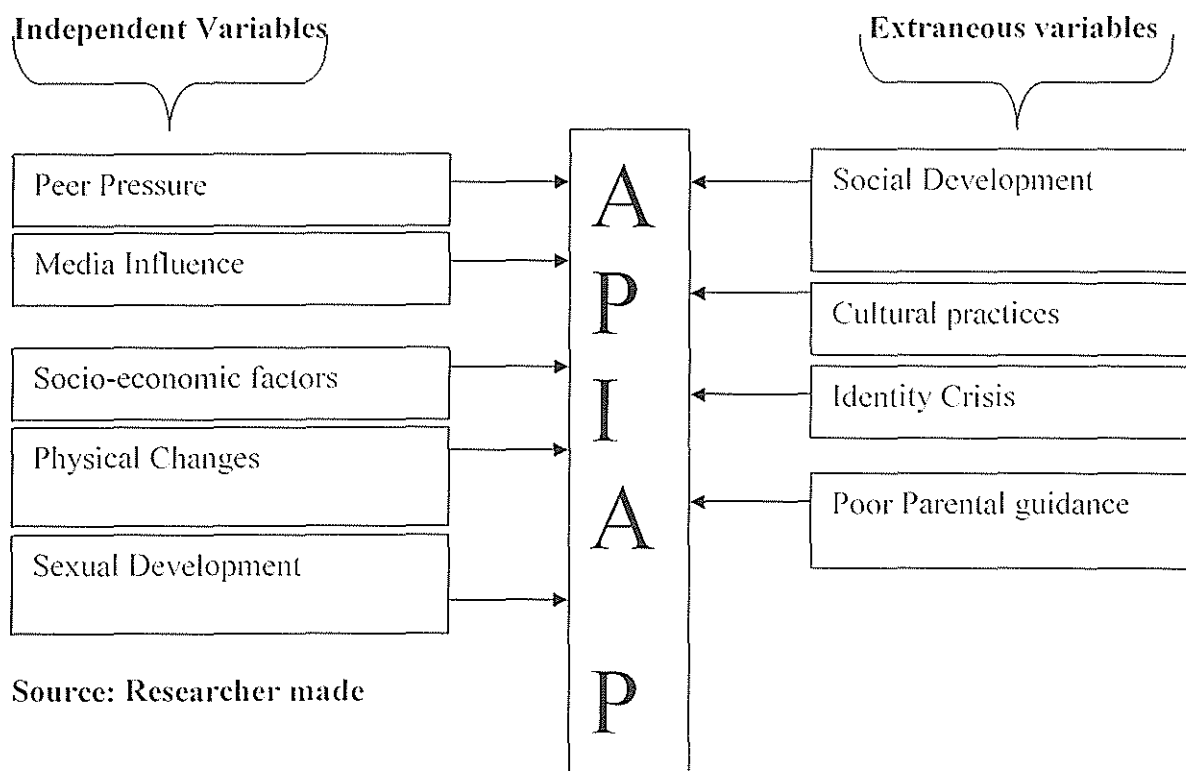 Independent Variables
Extraneous variables
Peer Pressure
Media Influence
Socio-economic factors
Physical Changes
Sexual Development
A
P
I
A
P
Social Development
Cultural practices
Identity Crisis
Poor Parental guidance
Source: Researcher made